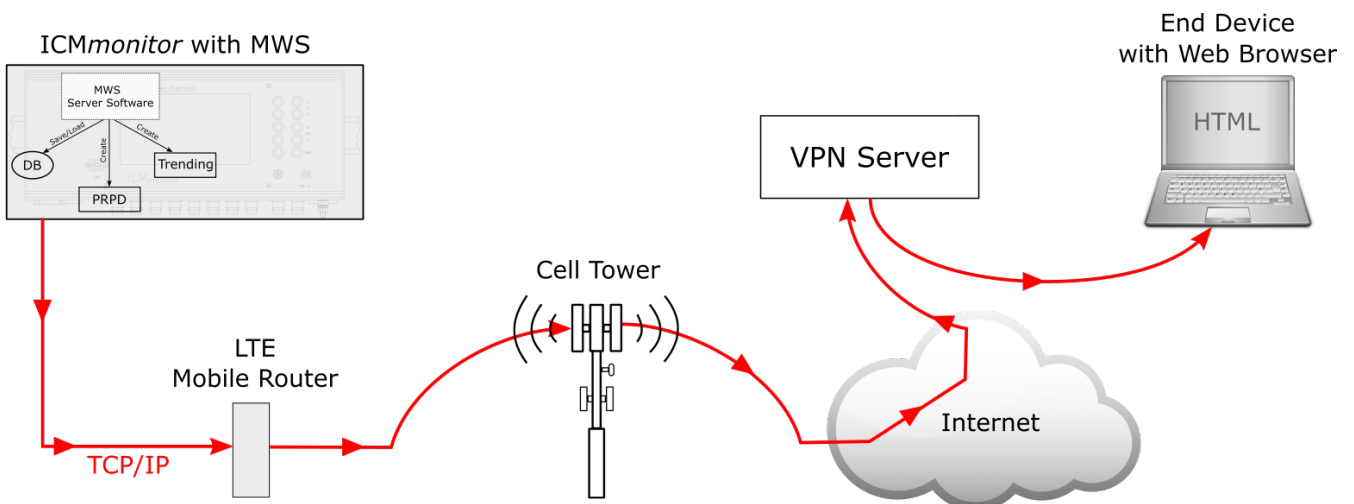 ICMmonitor with MWS
MWS
Server Software
Save/Load
Create
Create
DB
Trending
PRPD
ICMmonitor
TCP/IP
LTE
Mobile Router
Cell Tower
Internet
VPN Server
End Device
with Web Browser
HTML